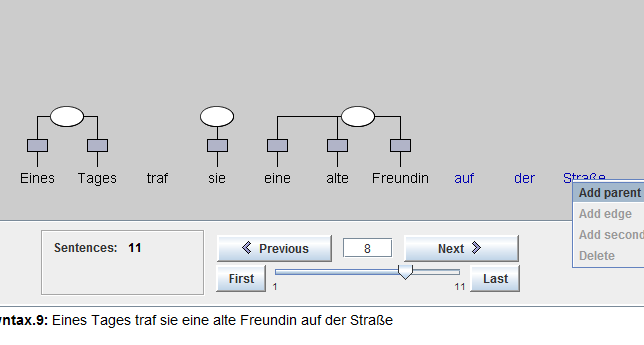 Eines Tages traf sie eine alte Freundin auf der Straße
Add parent
Add edge
Add second
Delete
Sentences: 11
Previous 8 Next
First 1 11 Last
ntax.9: Eines Tages traf sie eine alte Freundin auf der Straße